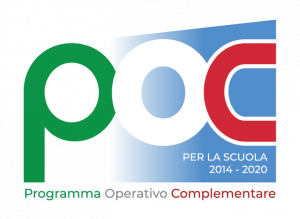 poc
PER LA SCUOLA
2014 - 2020
Programma Operativo Complementare